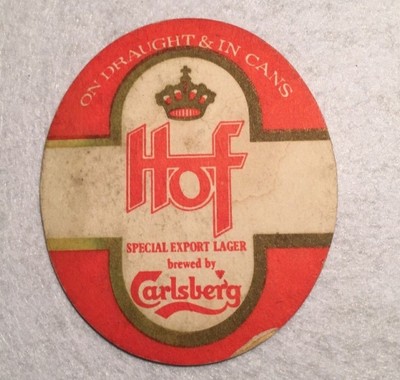 ON DRAUGHT & IN CANS
Hof
SPECIAL EXPORT LAGER
brewed by
Carlsberg